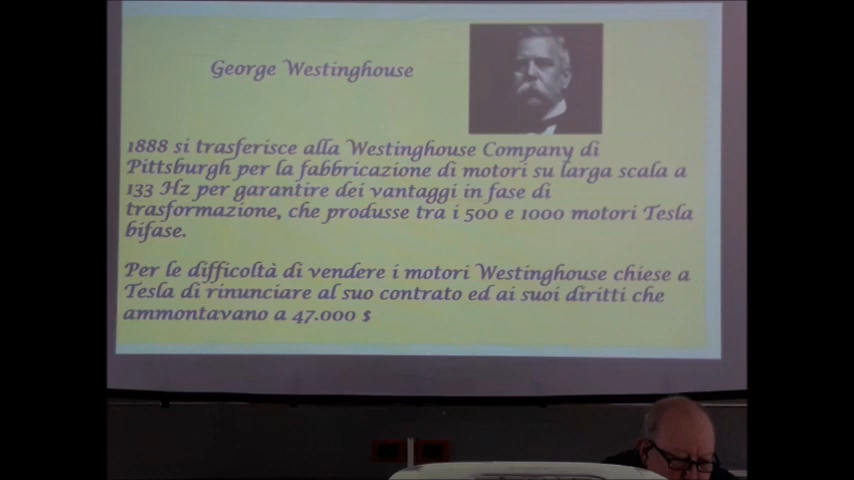 George Westinghouse
1888 si trasferisce alla Westinghouse Company di
Pittsburgh per la fabbricazione di motori su larga scala a
133 Hz per garantire dei vantaggi in fase di
trasformazione, che produsse tra i 500 e 1000 motori Tesla
bifase.
Per le difficoltà di vendere i motori Westinghouse chiese a
Tesla di rinunciare al suo contrato ed ai suoi diritti che
ammontavano a 47.000 $